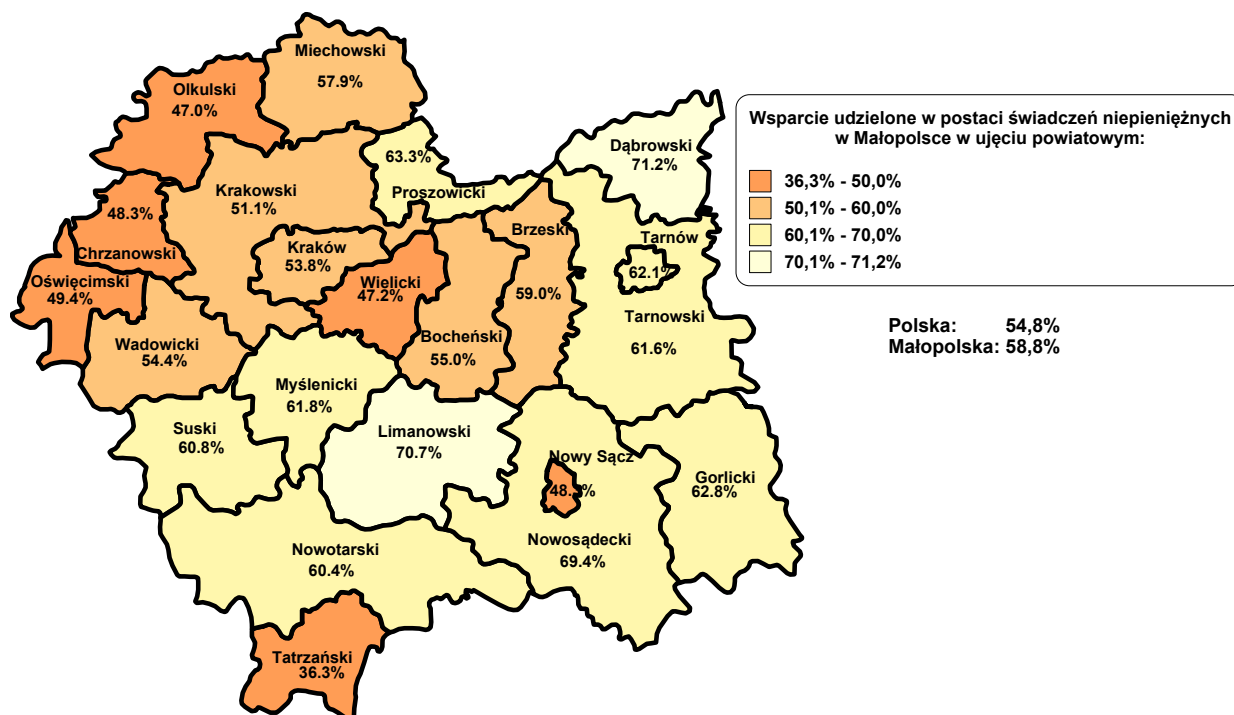 Miechowski
57.9%
Olkulski
47.0%
63.3%
Proszowicki
Dąbrowski
71.2%
Krakowski
51.1%
48.3%
Chrzanowski
Kraków
53.8%
Brzeski
59.0%
Tarnów
62.1%
Oświęcimski
49.4%
Wielicki
47.2%
Tarnowski
61.6%
Wadowicki
54.4%
Bocheński
55.0%
Myślenicki
61.8%
Suski
60.8%
Limanowski
70.7%
Nowy Sącz
Gorlicki
62.8%
Nowosądecki
69.4%
Nowotarski
60.4%
Tatrzański
36.3%
Wsparcie udzielone w postaci świadczeń niepieniężnych
w Małopolsce w ujęciu powiatowym:
36,3% - 50,0%
50,1% - 60,0%
60,1% - 70,0%
70,1% - 71,2%
Polska: 54,8%
Małopolska: 58,8%